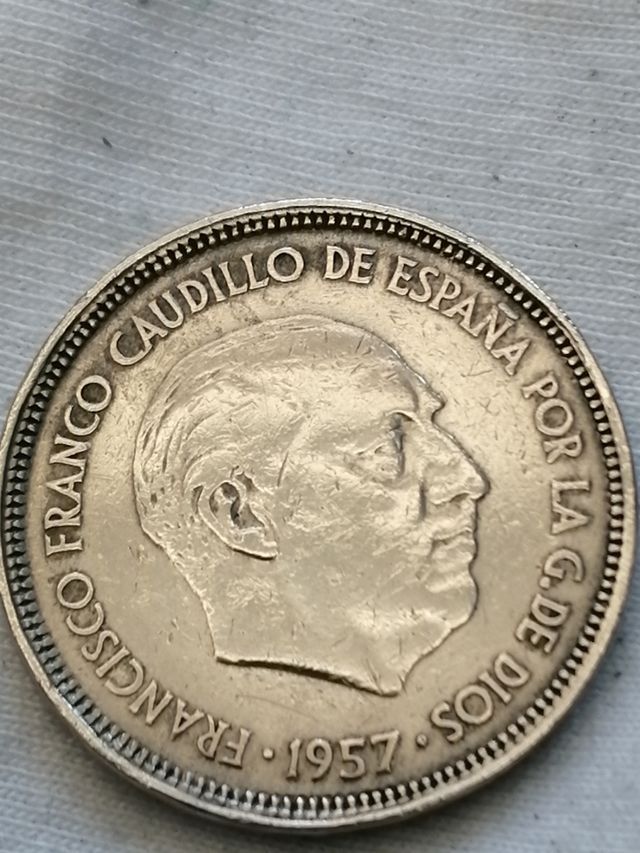 FRANCISCO FRANCO CAUDILLO DE ESPAÑA POR LA G. DE DIOS
· 1957 ·